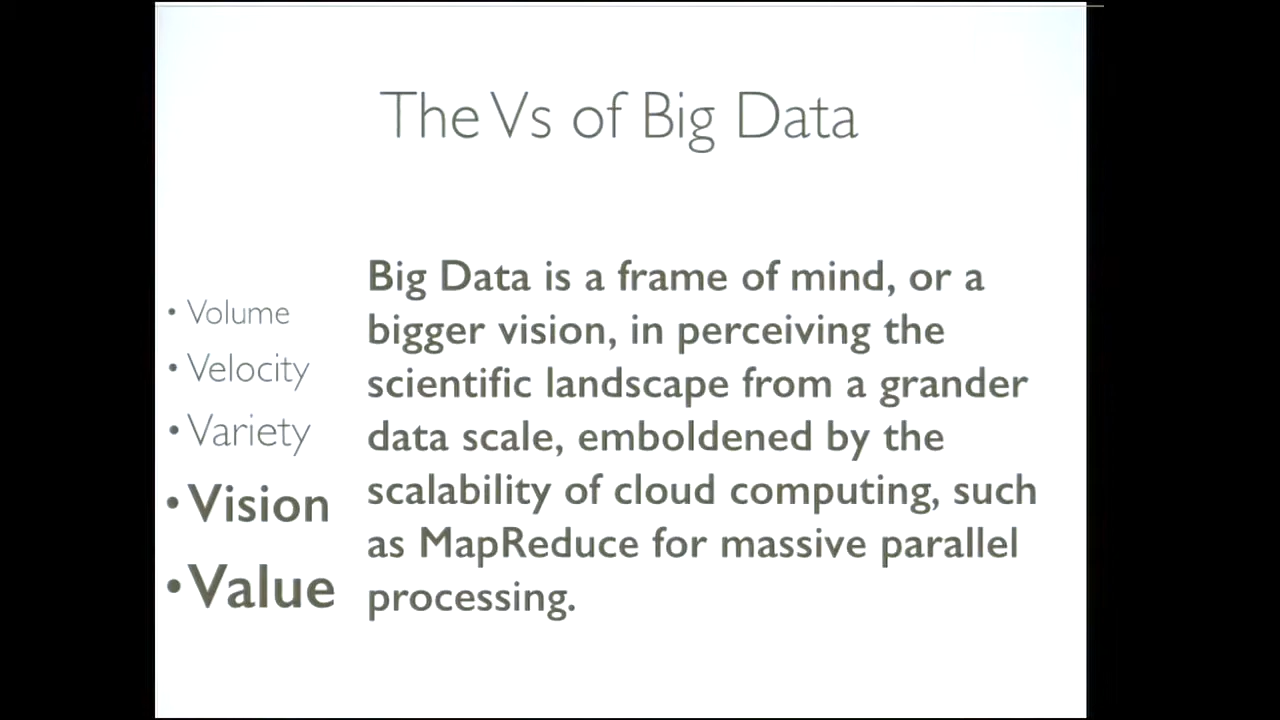 The Vs of Big Data
• Volume
• Velocity
• Variety
• Vision
• Value
Big Data is a frame of mind, or a
bigger vision, in perceiving the
scientific landscape from a grander
data scale, emboldened by the
scalability of cloud computing, such
as MapReduce for massive parallel
processing.